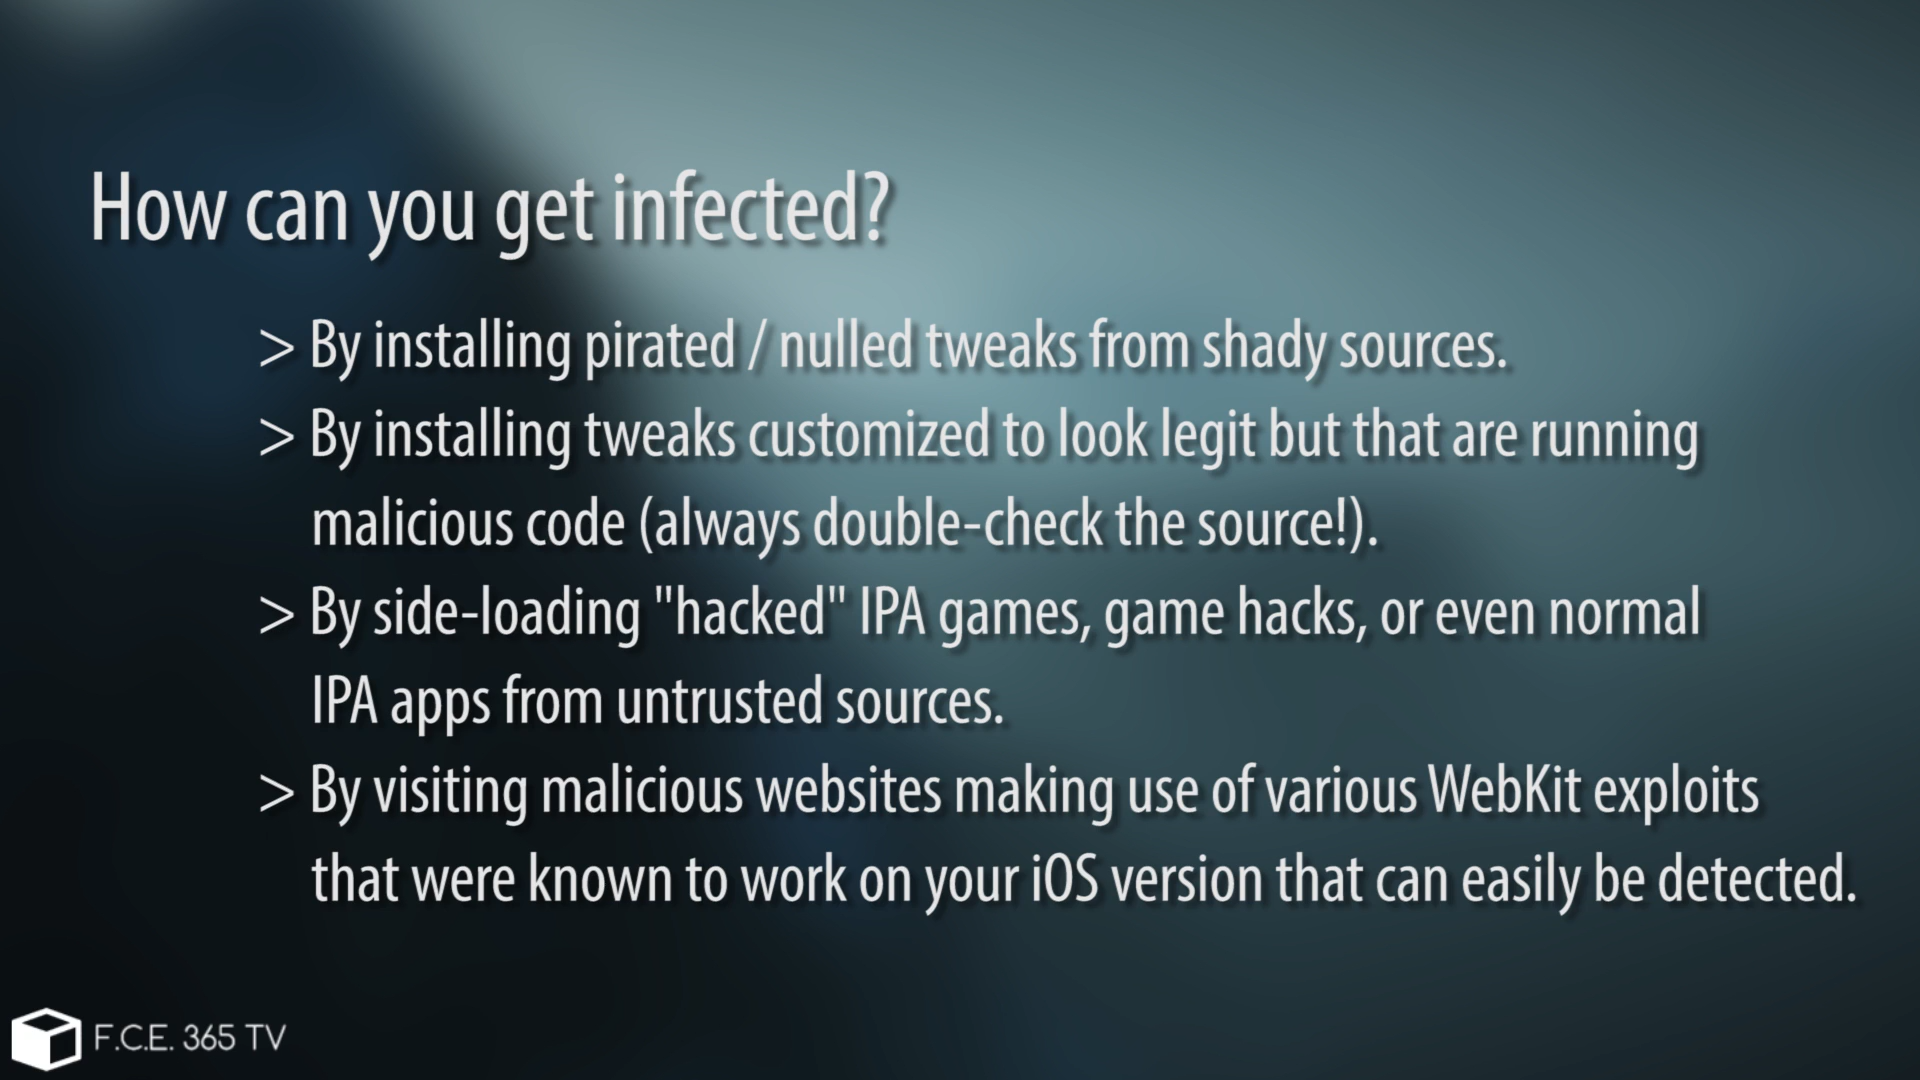 How can you get infected?
> By installing pirated / nulled tweaks from shady sources.
> By installing tweaks customized to look legit but that are running
malicious code (always double-check the source!).
> By side-loading "hacked" IPA games, game hacks, or even normal
IPA apps from untrusted sources.
> By visiting malicious websites making use of various WebKit exploits
that were known to work on your iOS version that can easily be detected.
F.C.E. 365 TV